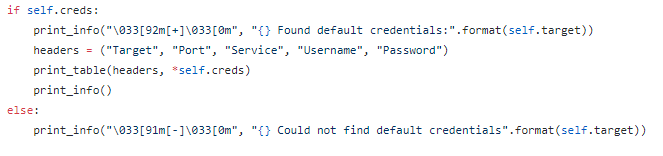 if self.creds:
    print_info("\033[92m[+]\033[0m", "{} Found default credentials:".format(self.target))
    headers = ("Target", "Port", "Service", "Username", "Password")
    print_table(headers, *self.creds)
    print_info()
else:
    print_info("\033[91m[-]\033[0m", "{} Could not find default credentials".format(self.target))